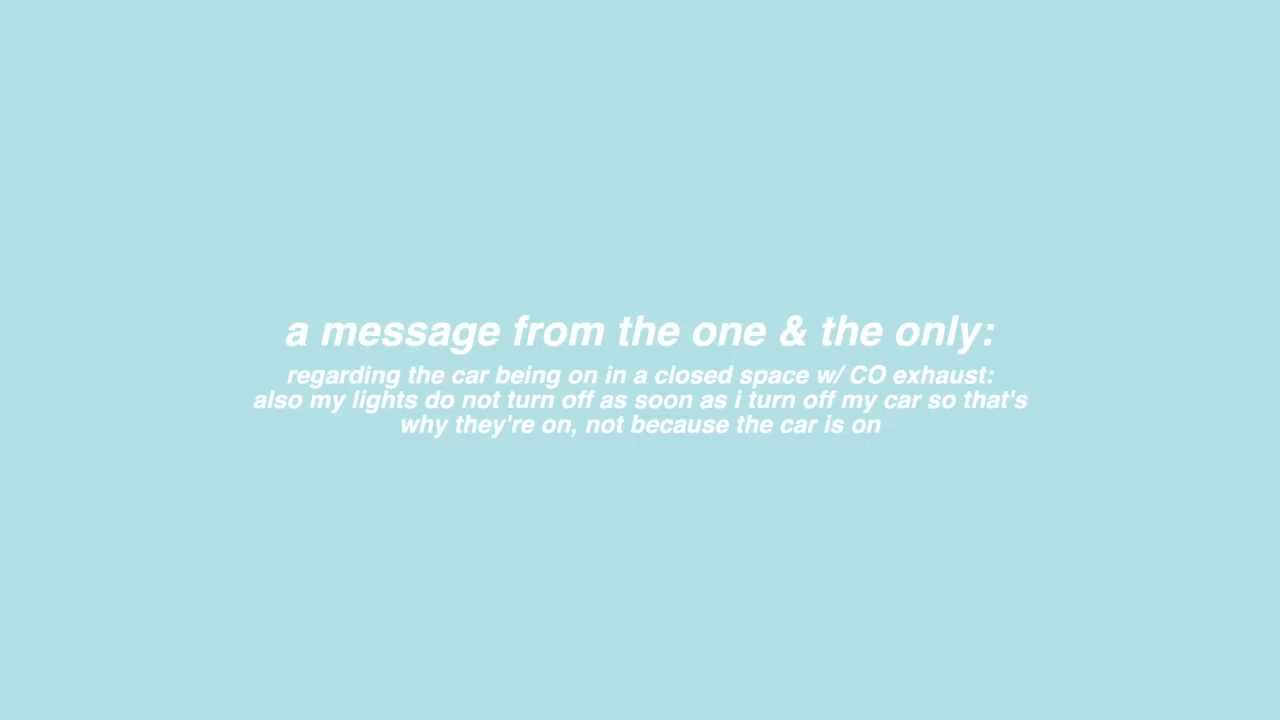 a message from the one & the only:
regarding the car being on in a closed space w/ CO exhaust:
also my lights do not turn off as soon as i turn off my car so that's
why they're on, not because the car is on